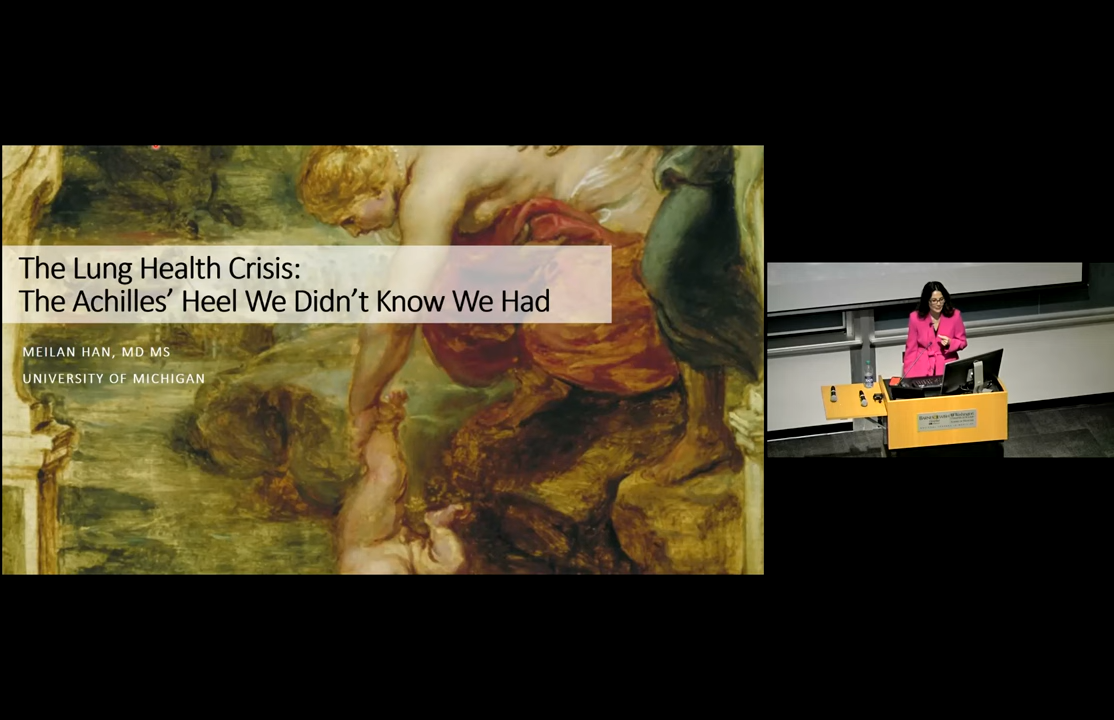 The Lung Health Crisis:
The Achilles’ Heel We Didn’t Know We Had
MEILAN HAN, MD MS
UNIVERSITY OF MICHIGAN